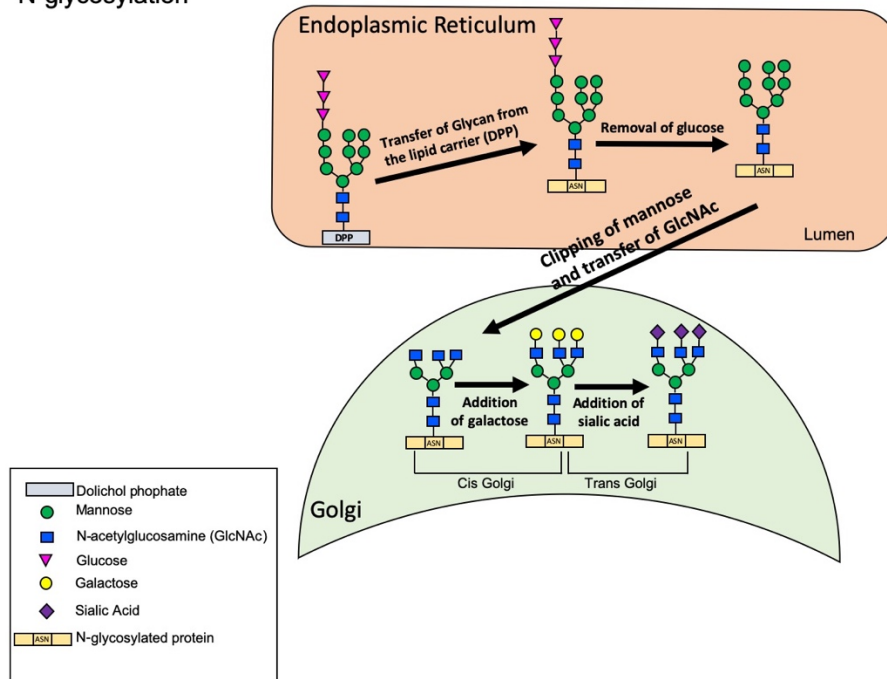 N-glycosylation
Endoplasmic Reticulum
Transfer of Glycan from
the lipid carrier (DPP)
Removal of glucose
ASN
ASN
DPP
Lumen
Clipping of mannose
and transfer of GlcNAc
Addition
of galactose
Addition of
sialic acid
ASN
ASN
ASN
Cis Golgi
Trans Golgi
Golgi
Dolichol phophate
Mannose
N-acetylglucosamine (GlcNAc)
Glucose
Galactose
Sialic Acid
ASN
N-glycosylated protein